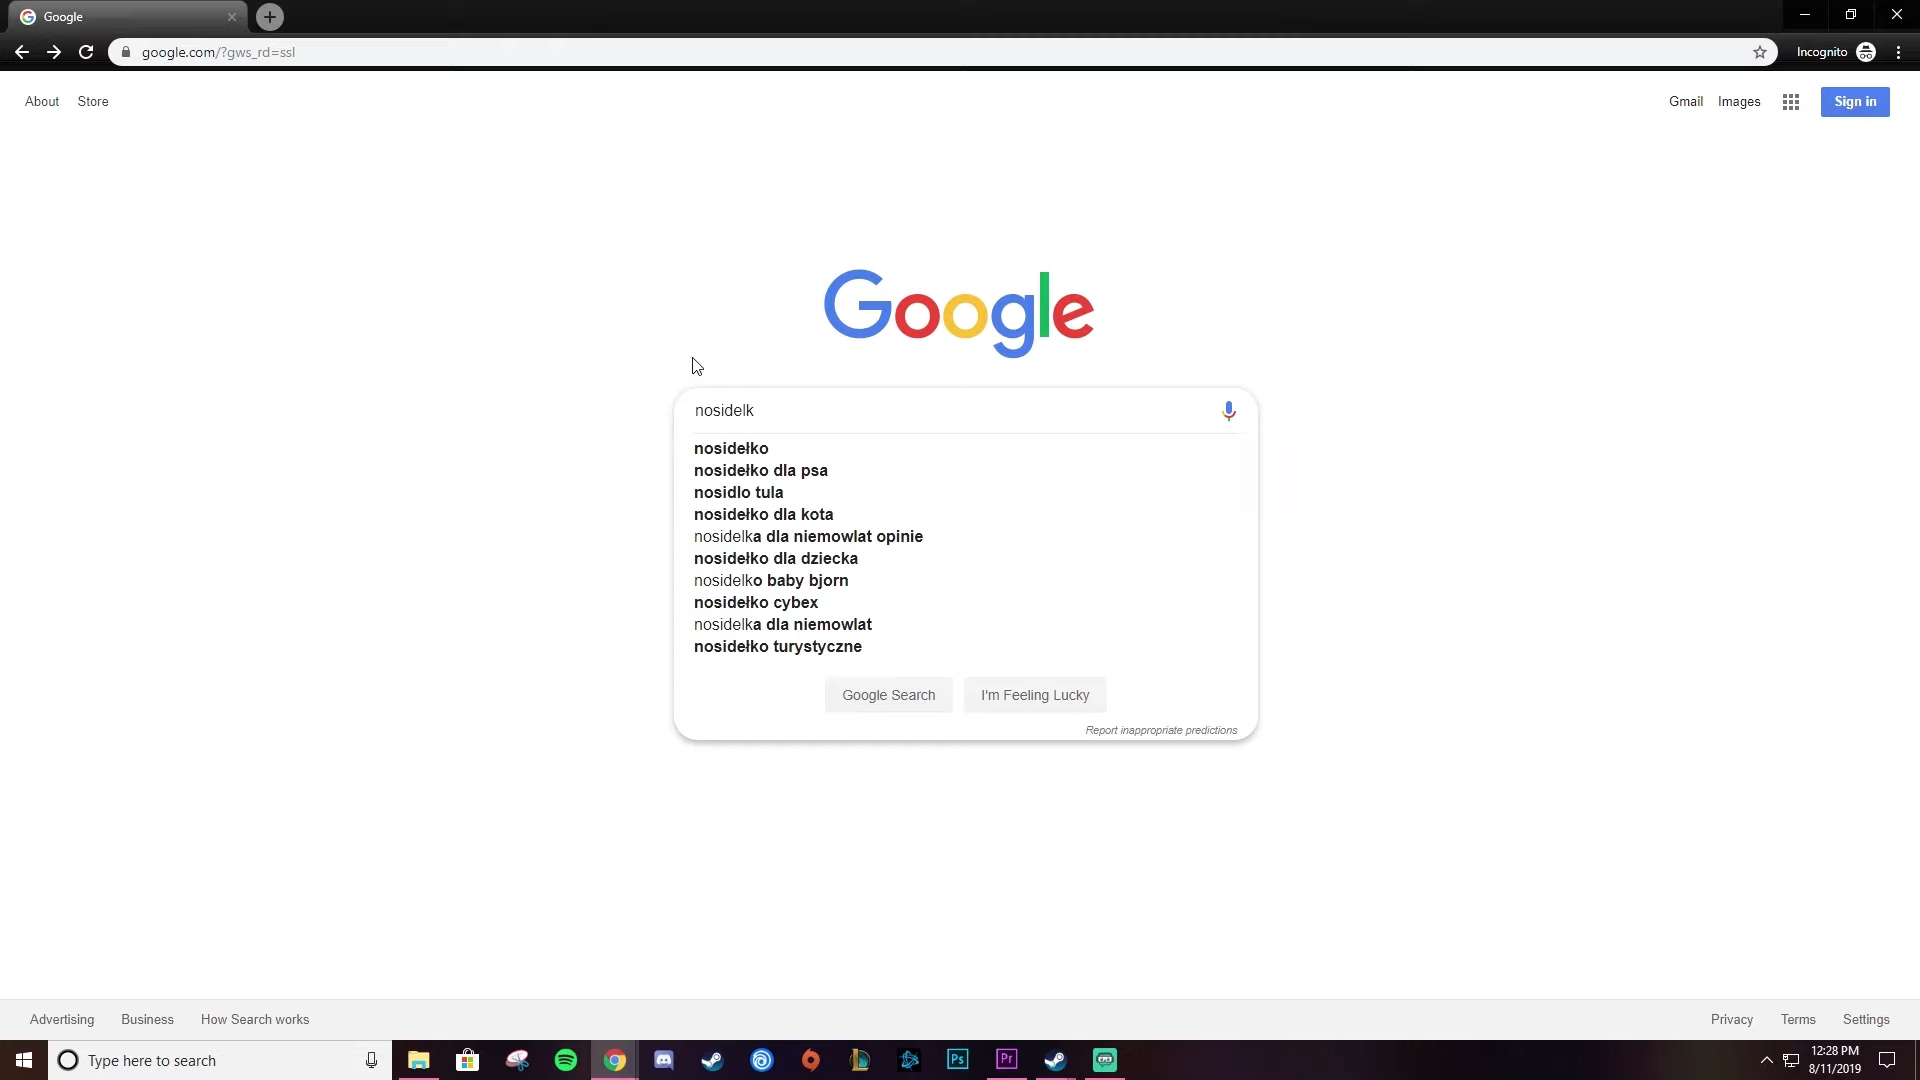 Google
google.com/?gws_rd=ssl
Incognito
About Store
Gmail Images Sign in
Google
nosidelk
nosidełko
nosidełko dla psa
nosidlo tula
nosidełko dla kota
nosidelka dla niemowlat opinie
nosidełko dla dziecka
nosidelko baby bjorn
nosidełko cybex
nosidelka dla niemowlat
nosidełko turystyczne
Google Search I'm Feeling Lucky
Report inappropriate predictions
Advertising Business How Search works
Privacy Terms Settings
Type here to search
Ps
Pr
12:28 PM
8/11/2019